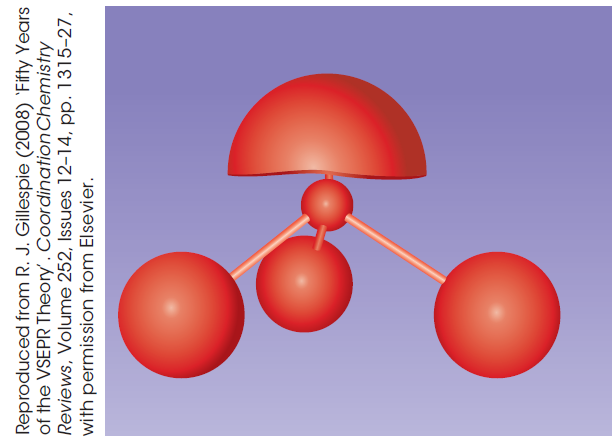 Reproduced from R. J. Gillespie (2008) 'Fifty Years
of the VSEPR Theory'. Coordination Chemistry
Reviews, Volume 252, Issues 12–14, pp. 1315–27,
with permission from Elsevier.